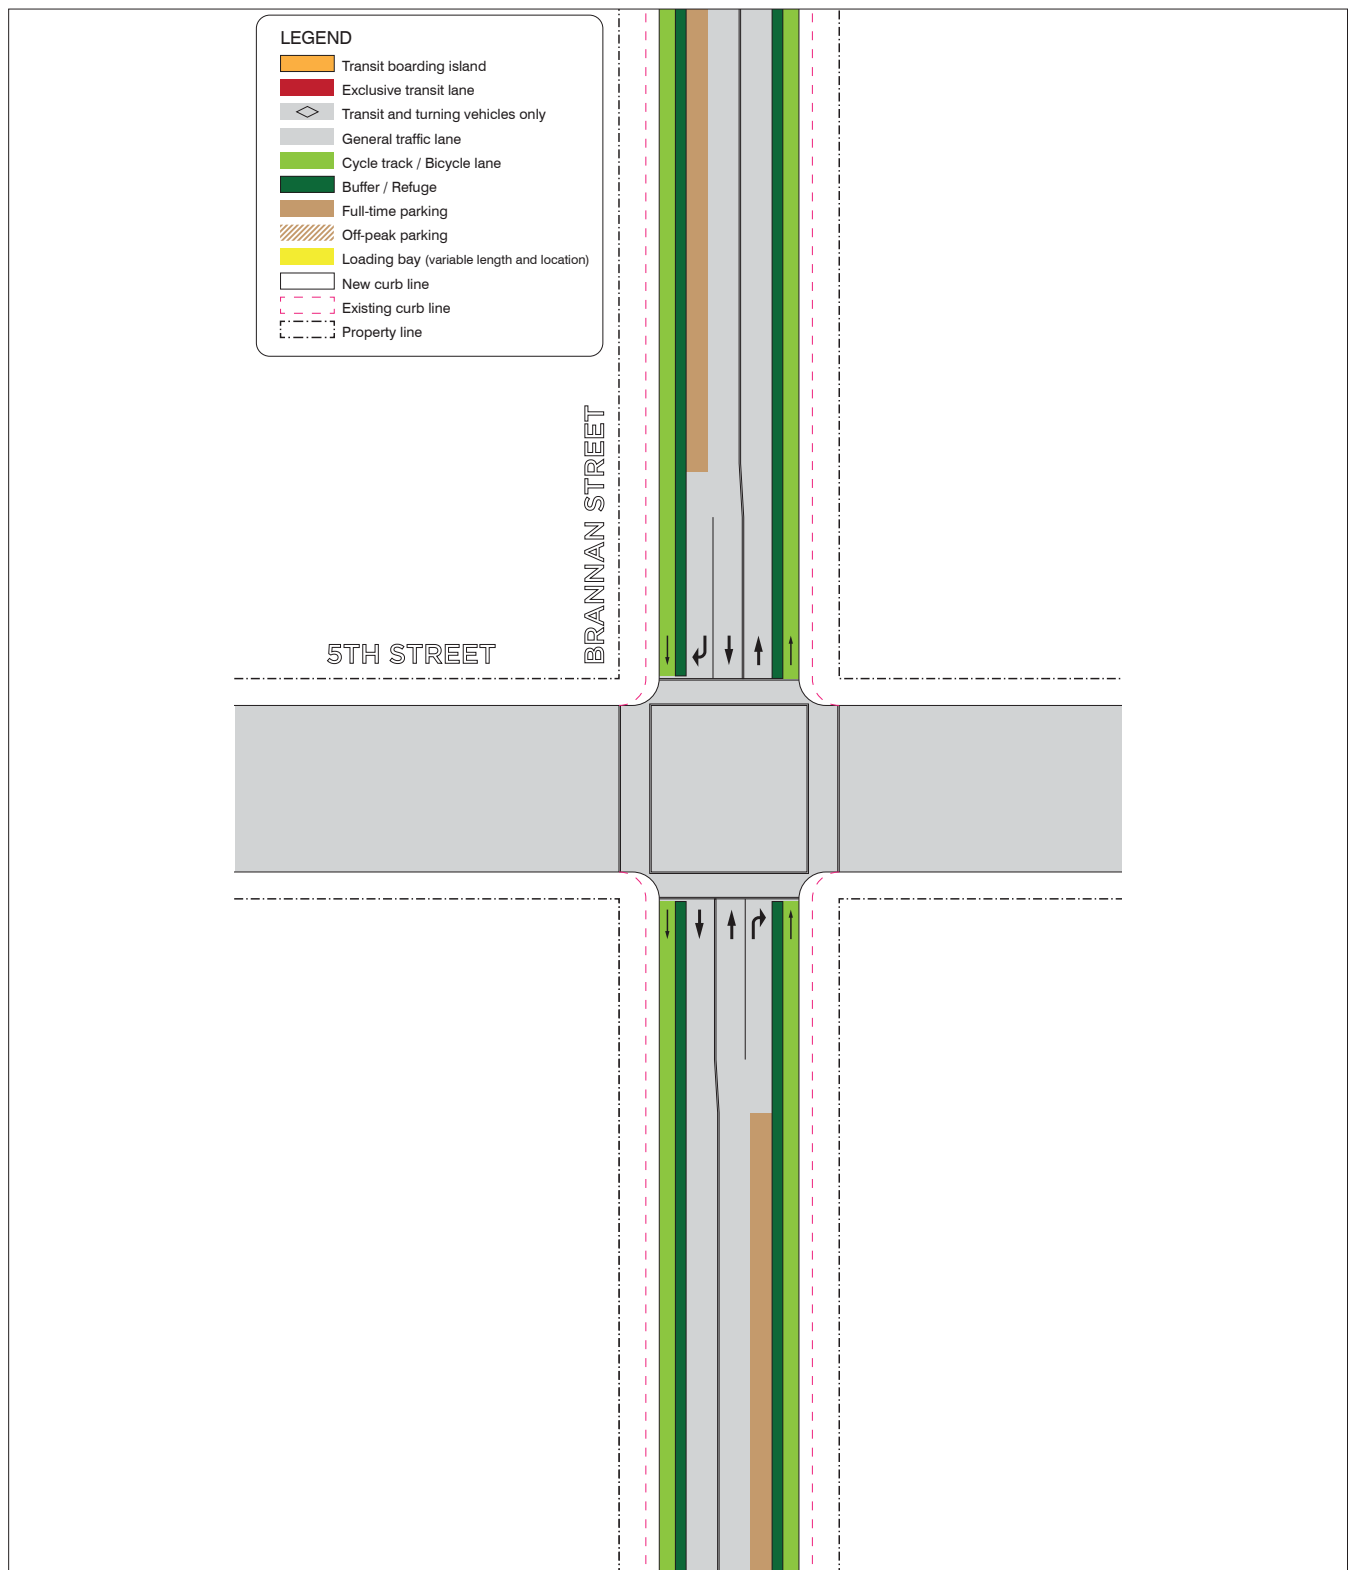 LEGEND
Transit boarding island
Exclusive transit lane
Transit and turning vehicles only
General traffic lane
Cycle track / Bicycle lane
Buffer / Refuge
Full-time parking
Off-peak parking
Loading bay (variable length and location)
New curb line
Existing curb line
Property line
BRANNAN STREET
5TH STREET